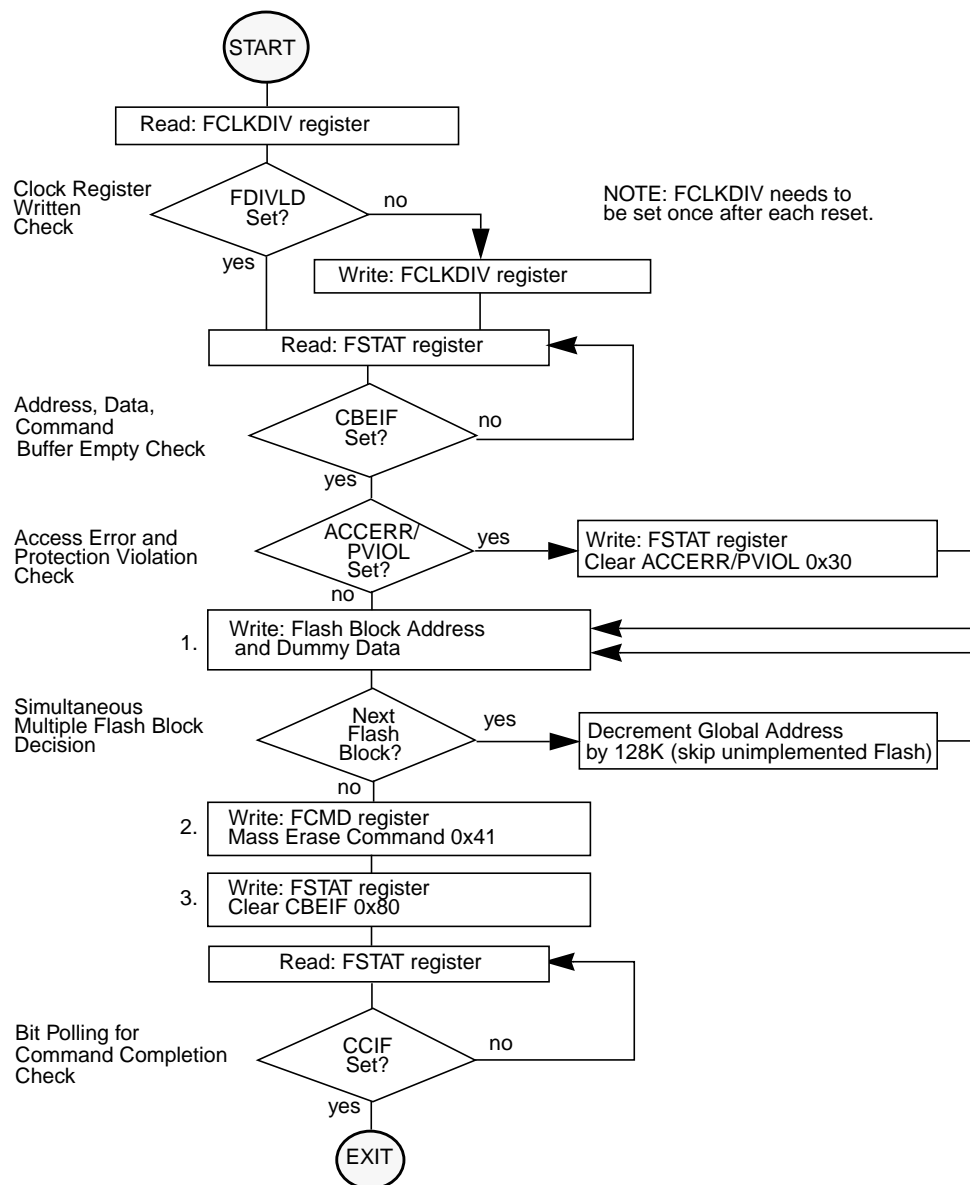 START
Read: FCLKDIV register
Clock Register
Written
Check
FDIVLD
Set?
no
NOTE: FCLKDIV needs to
be set once after each reset.
yes
Write: FCLKDIV register
Read: FSTAT register
Address, Data,
Command
Buffer Empty Check
CBEIF
Set?
no
yes
Access Error and
Protection Violation
Check
ACCERR/
PVIOL
Set?
yes
Write: FSTAT register
Clear ACCERR/PVIOL 0x30
no
1.
Write: Flash Block Address
and Dummy Data
Simultaneous
Multiple Flash Block
Decision
Next
Flash
Block?
yes
Decrement Global Address
by 128K (skip unimplemented Flash)
no
2.
Write: FCMD register
Mass Erase Command 0x41
3.
Write: FSTAT register
Clear CBEIF 0x80
Read: FSTAT register
Bit Polling for
Command Completion
Check
CCIF
Set?
no
yes
EXIT